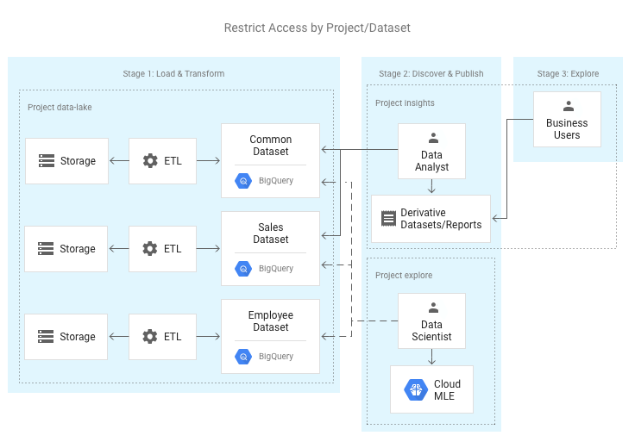 Restrict Access by Project/Dataset
Stage 1: Load & Transform
Stage 2: Discover & Publish
Stage 3: Explore
Project data-lake
Storage
ETL
Common
Dataset
BigQuery
Storage
ETL
Sales
Dataset
BigQuery
Storage
ETL
Employee
Dataset
BigQuery
Project insights
Data
Analyst
Derivative
Datasets/Reports
Business
Users
Project explore
Data
Scientist
Cloud
MLE